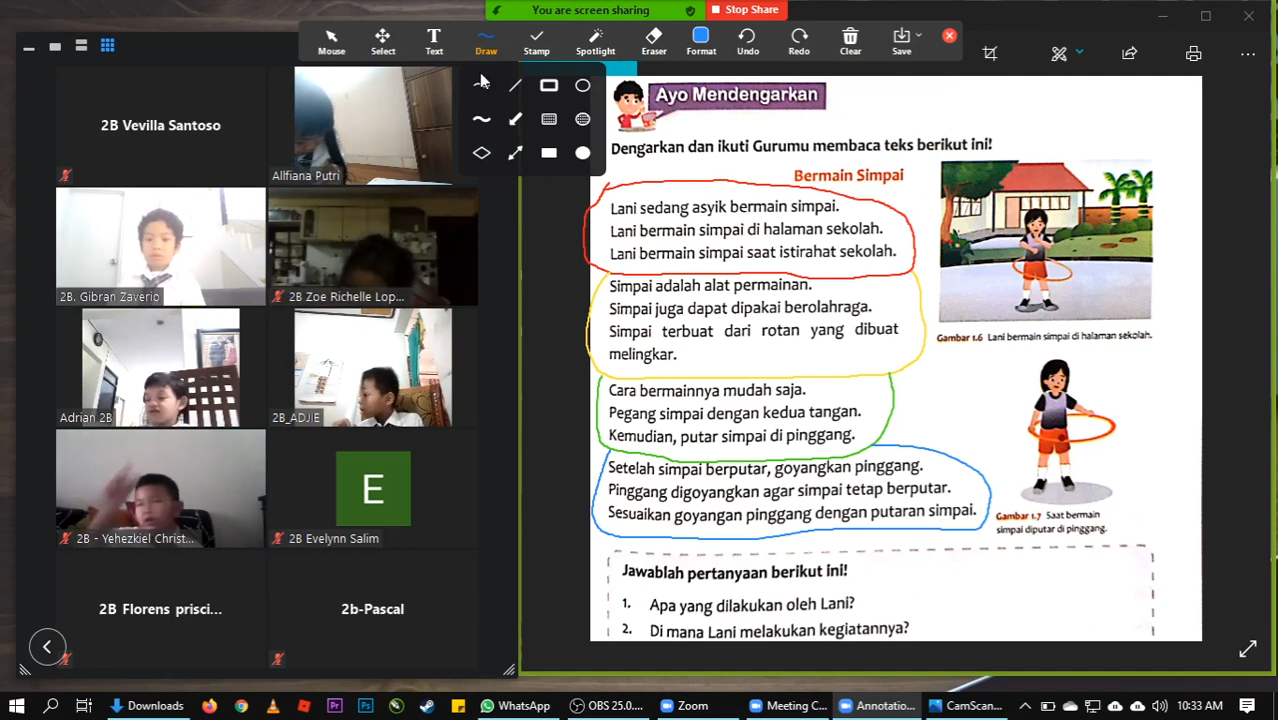 You are screen sharing
Stop Share
Mouse
Select
Text
Draw
Stamp
Spotlight
Eraser
Format
Undo
Redo
Clear
Save
2B Vevilla Santoso
Allfiana Putri
2B. Gibran Zaverio
2B Zoe Richelle Lop...
Adrian 2B
2B_ADJIE
2B - Yehezkiel Christ...
E
2B Evelynn Salim
2B Florens prisci...
2b-Pascal
Ayo Mendengarkan
Dengarkan dan ikuti Gurumu membaca teks berikut ini!
Bermain Simpai
Lani sedang asyik bermain simpai.
Lani bermain simpai di halaman sekolah.
Lani bermain simpai saat istirahat sekolah.
Simpai adalah alat permainan.
Simpai juga dapat dipakai berolahraga.
Simpai terbuat dari rotan yang dibuat
melingkar.
Cara bermainnya mudah saja.
Pegang simpai dengan kedua tangan.
Kemudian, putar simpai di pinggang.
Setelah simpai berputar, goyangkan pinggang.
Pinggang digoyangkan agar simpai tetap berputar.
Sesuaikan goyangan pinggang dengan putaran simpai.
Gambar 1.6 Lani bermain simpai di halaman sekolah.
Gambar 1.7 Saat bermain
simpai diputar di pinggang.
Jawablah pertanyaan berikut ini!
1. Apa yang dilakukan oleh Lani?
2. Di mana Lani melakukan kegiatannya?
Downloads
Pr
Ps
WhatsApp
OBS 25.0....
Zoom
Meeting C...
Annotatio...
CamScan...
10:33 AM